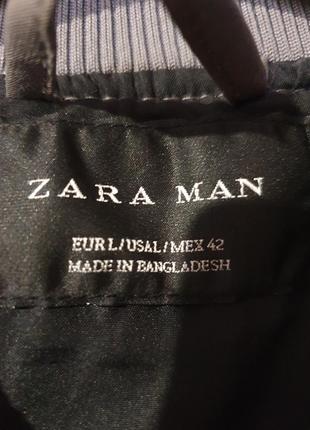 ZARA MAN
EUR L / USA L / MEX 42
MADE IN BANGLADESH